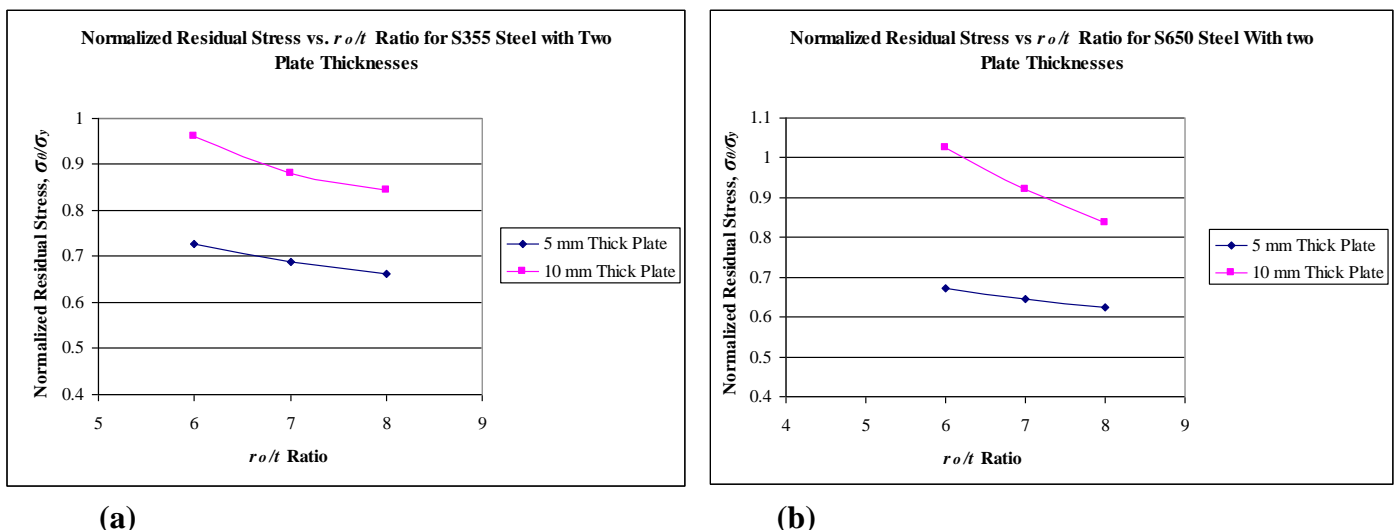 Normalized Residual Stress vs. r o/t Ratio for S355 Steel with Two
Plate Thicknesses
Normalized Residual Stress, σθ/σy
1
0.9
0.8
0.7
0.6
0.5
0.4
5 6 7 8 9
r o/t Ratio
5 mm Thick Plate
10 mm Thick Plate
(a)
Normalized Residual Stress vs r o/t Ratio for S650 Steel With two
Plate Thicknesses
Normalized Residual Stress, σθ/σy
1.1
1
0.9
0.8
0.7
0.6
0.5
0.4
4 5 6 7 8 9
r o/t Ratio
5 mm Thick Plate
10 mm Thick Plate
(b)